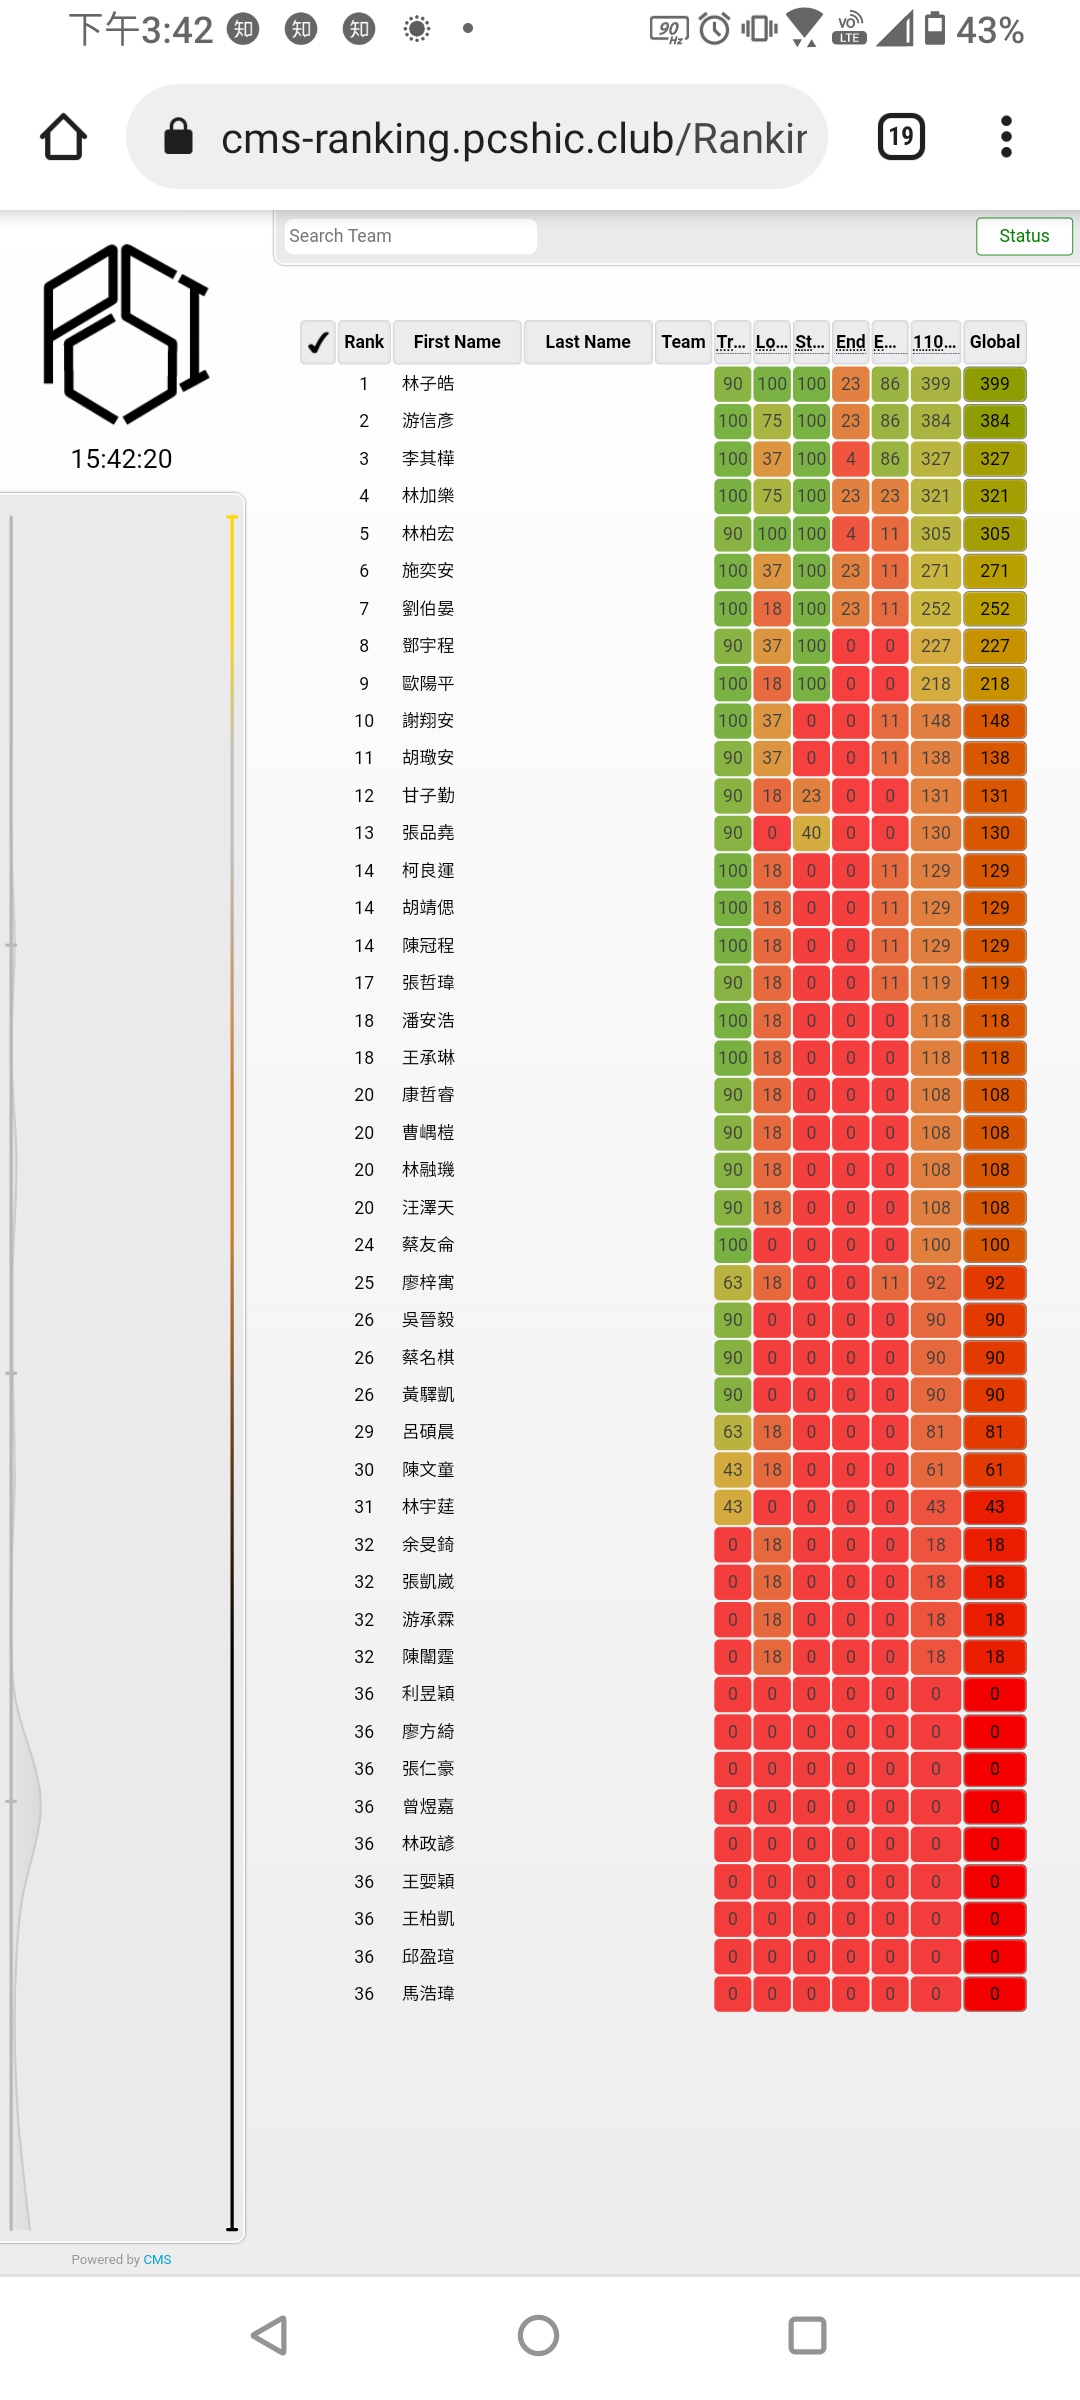 下午3:42 知 知 知 90Hz VO LTE 43%
cms-ranking.pcshic.club/Rankir 19
Search Team Status
15:42:20
Rank First Name Last Name Team Tr... Lo... St... End E... 110... Global
1 林子皓 90 100 100 23 86 399 399
2 游信彥 100 75 100 23 86 384 384
3 李其樺 100 37 100 4 86 327 327
4 林加樂 100 75 100 23 23 321 321
5 林柏宏 90 100 100 4 11 305 305
6 施奕安 100 37 100 23 11 271 271
7 劉伯晏 100 18 100 23 11 252 252
8 鄧宇程 90 37 100 0 0 227 227
9 歐陽平 100 18 100 0 0 218 218
10 謝翔安 100 37 0 0 11 148 148
11 胡璥安 90 37 0 0 11 138 138
12 甘子勤 90 18 23 0 0 131 131
13 張品堯 90 0 40 0 0 130 130
14 柯良運 100 18 0 0 11 129 129
14 胡靖偲 100 18 0 0 11 129 129
14 陳冠程 100 18 0 0 11 129 129
17 張哲瑋 90 18 0 0 11 119 119
18 潘安浩 100 18 0 0 0 118 118
18 王承琳 100 18 0 0 0 118 118
20 康哲睿 90 18 0 0 0 108 108
20 曹嵎榿 90 18 0 0 0 108 108
20 林融璣 90 18 0 0 0 108 108
20 汪澤天 90 18 0 0 0 108 108
24 蔡友侖 100 0 0 0 0 100 100
25 廖梓寓 63 18 0 0 11 92 92
26 吳晉毅 90 0 0 0 0 90 90
26 蔡名棋 90 0 0 0 0 90 90
26 黃驛凱 90 0 0 0 0 90 90
29 呂碩晨 63 18 0 0 0 81 81
30 陳文童 43 18 0 0 0 61 61
31 林宇莛 43 0 0 0 0 43 43
32 余旻錡 0 18 0 0 0 18 18
32 張凱崴 0 18 0 0 0 18 18
32 游承霖 0 18 0 0 0 18 18
32 陳闈霆 0 18 0 0 0 18 18
36 利昱穎 0 0 0 0 0 0 0
36 廖方綺 0 0 0 0 0 0 0
36 張仁豪 0 0 0 0 0 0 0
36 曾煜嘉 0 0 0 0 0 0 0
36 林政諺 0 0 0 0 0 0 0
36 王耎穎 0 0 0 0 0 0 0
36 王柏凱 0 0 0 0 0 0 0
36 邱盈瑄 0 0 0 0 0 0 0
36 馬浩瑋 0 0 0 0 0 0 0
Powered by CMS